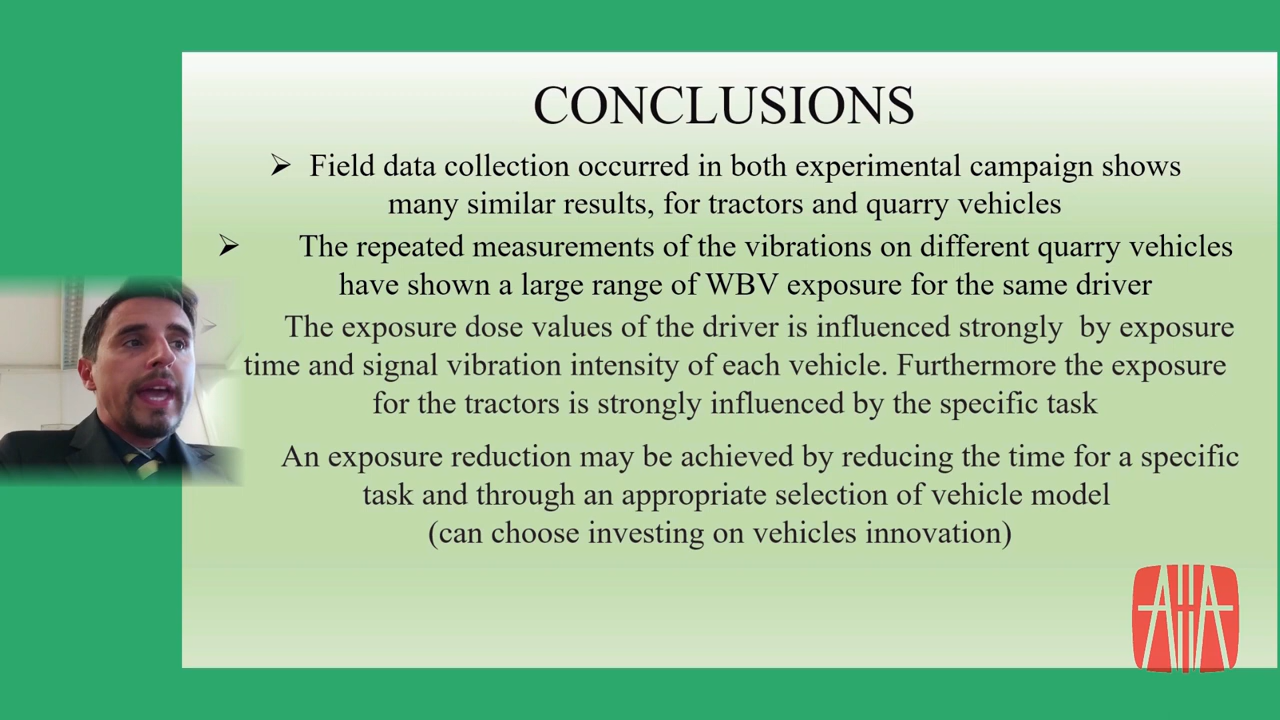 CONCLUSIONS
➢ Field data collection occurred in both experimental campaign shows
many similar results, for tractors and quarry vehicles
➢ The repeated measurements of the vibrations on different quarry vehicles
have shown a large range of WBV exposure for the same driver
➢ The exposure dose values of the driver is influenced strongly by exposure
time and signal vibration intensity of each vehicle. Furthermore the exposure
for the tractors is strongly influenced by the specific task
An exposure reduction may be achieved by reducing the time for a specific
task and through an appropriate selection of vehicle model
(can choose investing on vehicles innovation)